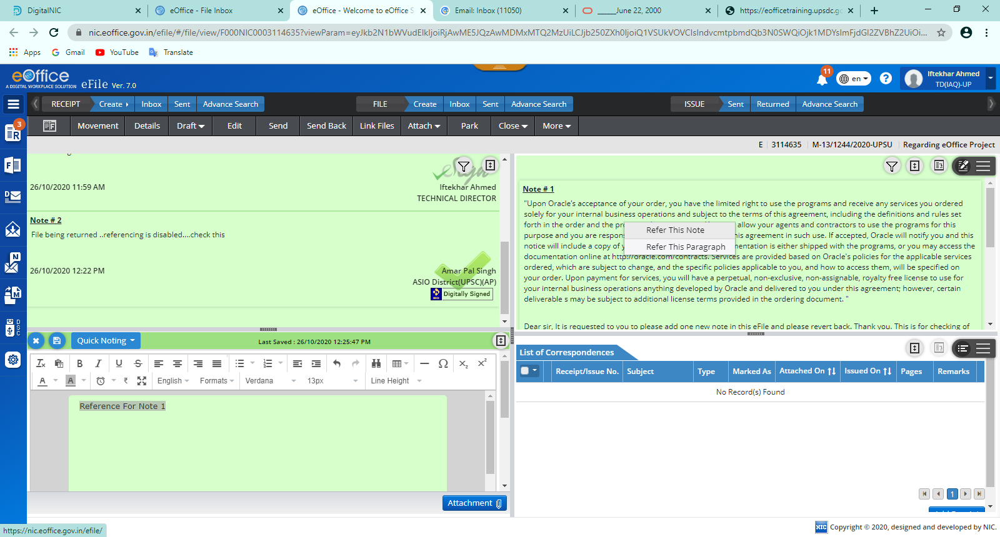 DigitalNIC
eOffice - File Inbox
eOffice - Welcome to eOffice S
Email: Inbox (11050)
_____June 22, 2000
https://eofficetraining.upsdc.gc
nic.eoffice.gov.in/efile/#/file/view/F000NIC0003114635?viewParam=eyJkb2N1bWVudElkIjoiRjAwME5JQzAwMDMxMTQ2MzUiLCJjb250ZXh0IjoiQ1VSUkVOVCIsIndvcmtpbmdQb3N0SWQiOjk1MDYsImFjdGl2ZVBhZ2UiOi...
Apps
Gmail
YouTube
Translate
eOffice
A DIGITAL WORKPLACE SOLUTION
eFile Ver. 7.0
11
en
?
Iftekhar Ahmed
TD(IAQ)-UP
RECEIPT Create Inbox Sent Advance Search
FILE Create Inbox Sent Advance Search
ISSUE Sent Returned Advance Search
3
R
F
D
N
M
DSC
F Movement Details Draft Edit Send Send Back Link Files Attach Park Close More
E 3114635 M-13/1244/2020-UPSU Regarding eOffice Project
eSign
26/10/2020 11:59 AM
Iftekhar Ahmed
TECHNICAL DIRECTOR
Note # 2
File being returned ..referencing is disabled....check this
26/10/2020 12:22 PM
Amar Pal Singh
ASIO District(UPSC)(AP)
Digitally Signed
Note # 1
"Upon Oracle's acceptance of your order, you have the limited right to use the programs and receive any services you ordered
solely for your internal business operations and subject to the terms of this agreement, including the definitions and rules set
forth in the order and the pro allow your agents and contractors to use the programs for this
purpose and you are respons his agreement in such use. If accepted, Oracle will notify you and this
notice will include a copy of y mentation is either shipped with the programs, or you may access the
documentation online at http://oracle.com/contracts. Services are provided based on Oracle's policies for the applicable services
ordered, which are subject to change, and the specific policies applicable to you, and how to access them, will be specified on
your order. Upon payment for services, you will have a perpetual, non-exclusive, non-assignable, royalty free license to use for
your internal business operations anything developed by Oracle and delivered to you under this agreement; however, certain
deliverable s may be subject to additional license terms provided in the ordering document. "
Dear sir, It is requested to you to please add one new note in this eFile and please revert back. Thank you. This is for checking of
Refer This Note
Refer This Paragraph
Quick Noting
Last Saved : 26/10/2020 12:25:47 PM
English Formats Verdana 13px Line Height
Reference For Note 1
Attachment
List of Correspondences
Receipt/Issue No. Subject Type Marked As Attached On Issued On Pages Remarks
No Record(s) Found
1
https://nic.eoffice.gov.in/efile/
NIC Copyright © 2020, designed and developed by NIC.